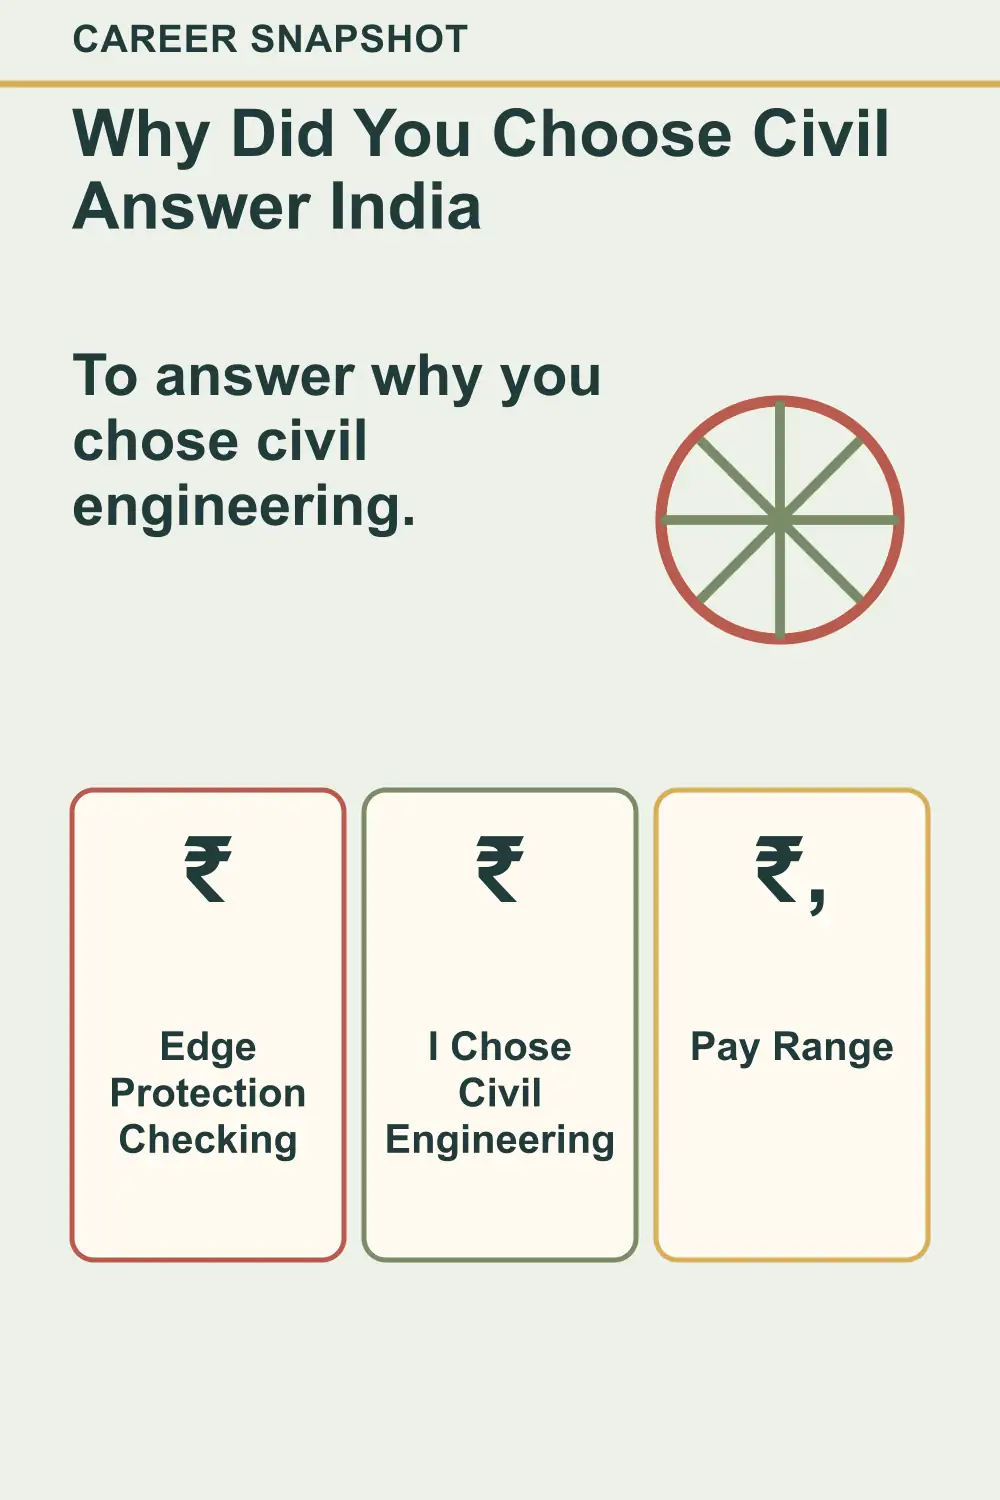 CAREER SNAPSHOT
Why Did You Choose Civil
Answer India
To answer why you
chose civil
engineering.
₹
Edge
Protection
Checking
₹
I Chose
Civil
Engineering
₹,
Pay Range